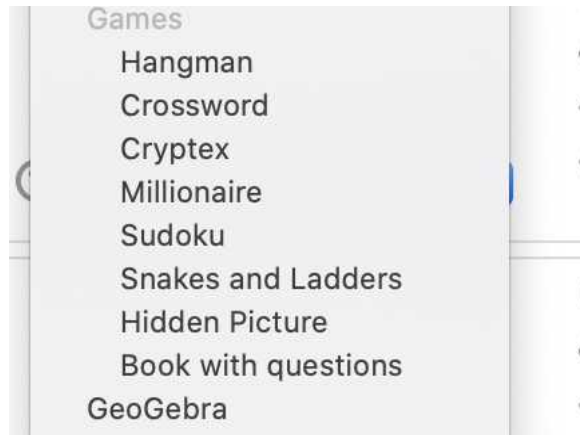 Games
Hangman
Crossword
Cryptex
Millionaire
Sudoku
Snakes and Ladders
Hidden Picture
Book with questions
GeoGebra